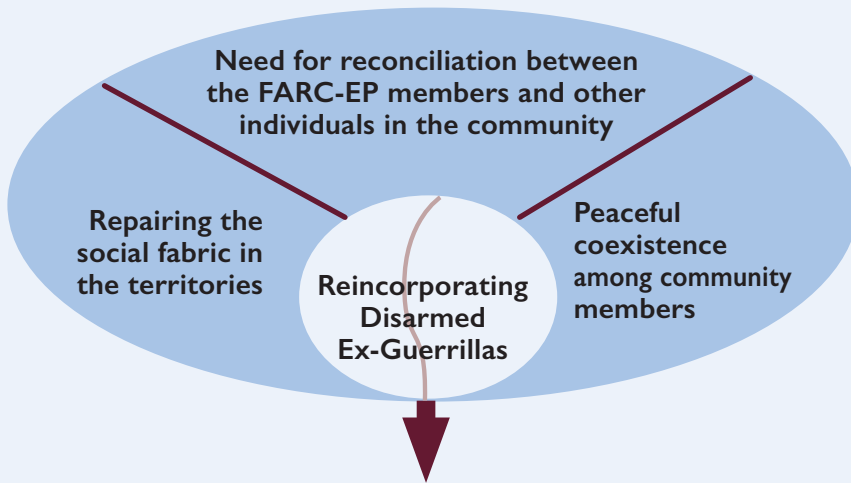 Need for reconciliation between
the FARC-EP members and other
individuals in the community
Repairing the
social fabric in
the territories
Peaceful
coexistence
among community
members
Reincorporating
Disarmed
Ex-Guerrillas